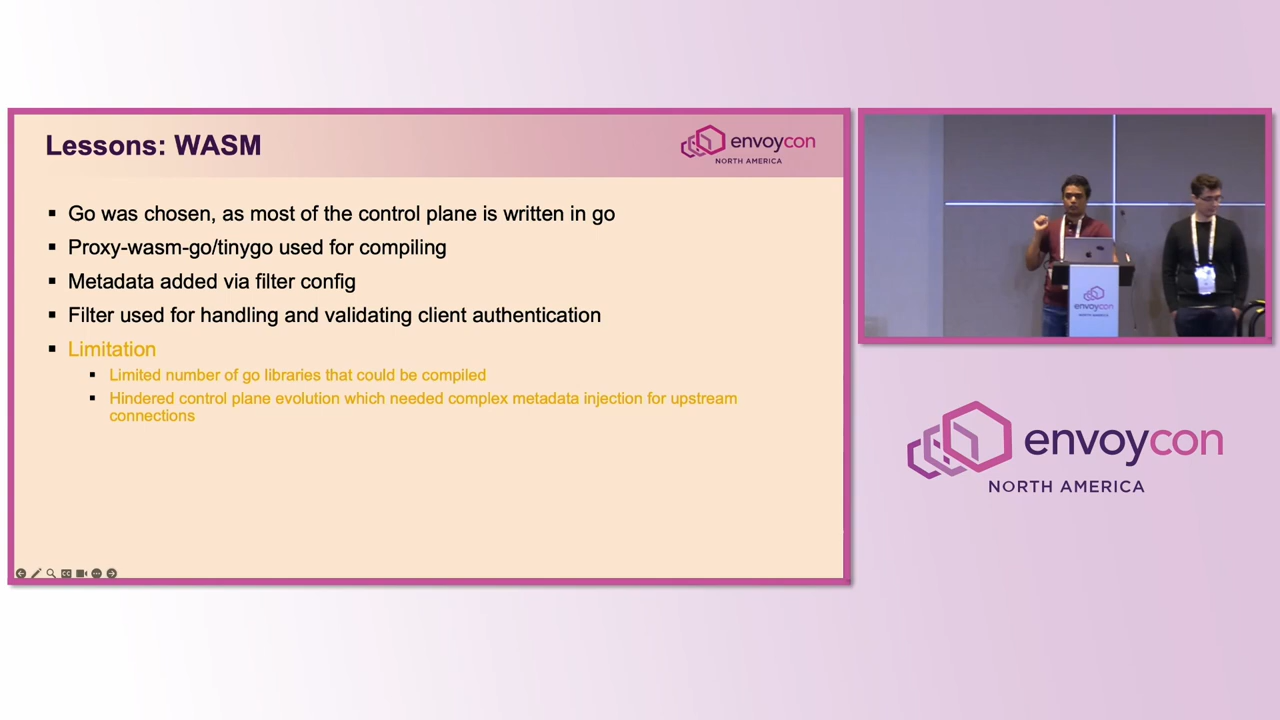 Lessons: WASM
envoycon
NORTH AMERICA
Go was chosen, as most of the control plane is written in go
Proxy-wasm-go/tinygo used for compiling
Metadata added via filter config
Filter used for handling and validating client authentication
Limitation
Limited number of go libraries that could be compiled
Hindered control plane evolution which needed complex metadata injection for upstream
connections
envoycon
NORTH AMERICA
envoycon
NORTH AMERICA